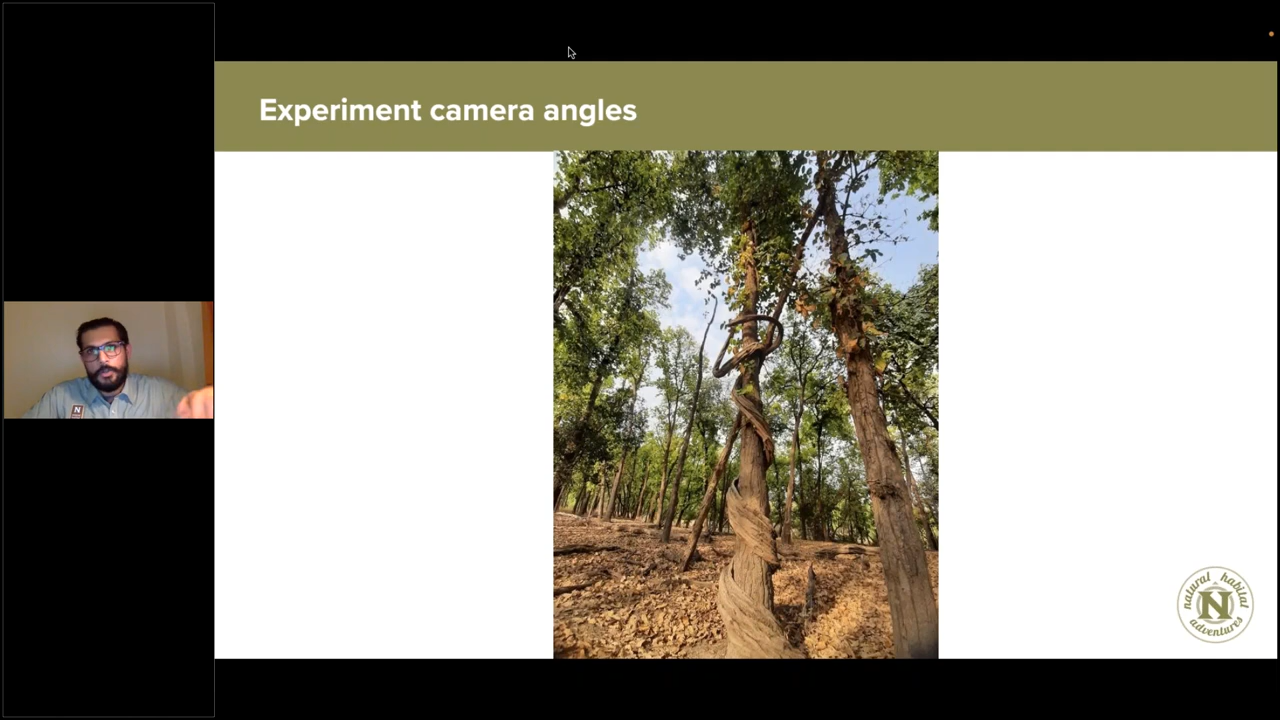 Experiment camera angles
N
natural habitat
N
adventures